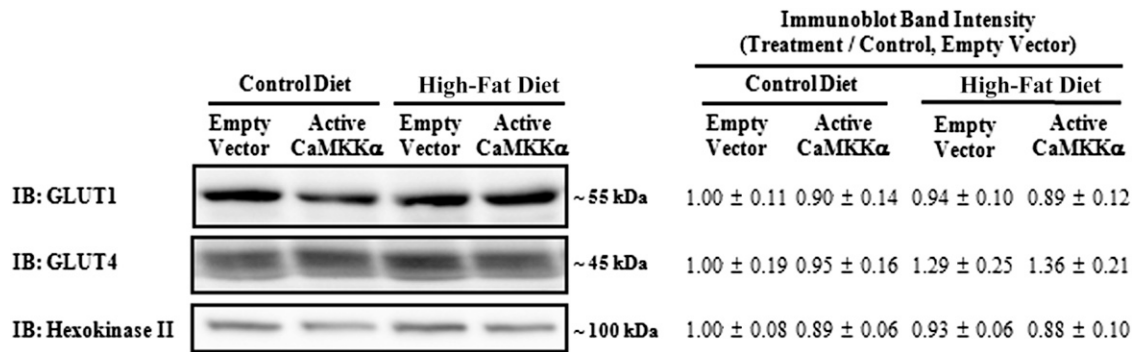 Immunoblot Band Intensity
(Treatment / Control, Empty Vector)
Control Diet High-Fat Diet Control Diet High-Fat Diet
Empty Active Empty Active Empty Active Empty Active
Vector CaMKKα Vector CaMKKα Vector CaMKKα Vector CaMKKα
IB: GLUT1 ~ 55 kDa 1.00 ± 0.11 0.90 ± 0.14 0.94 ± 0.10 0.89 ± 0.12
IB: GLUT4 ~ 45 kDa 1.00 ± 0.19 0.95 ± 0.16 1.29 ± 0.25 1.36 ± 0.21
IB: Hexokinase II ~ 100 kDa 1.00 ± 0.08 0.89 ± 0.06 0.93 ± 0.06 0.88 ± 0.10